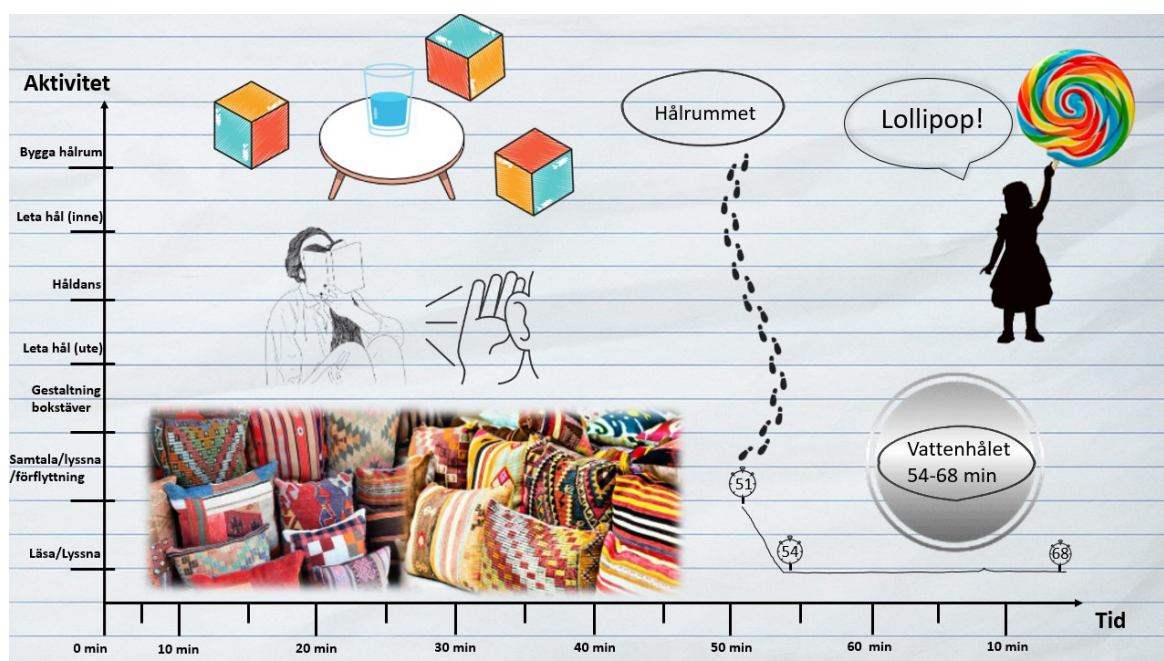 Aktivitet
Bygga hålrum
Leta hål (inne)
Håldans
Leta hål (ute)
Gestaltning
bokstäver
Samtala/lyssna
/förflyttning
Läsa/Lyssna
Hålrummet
Lollipop!
Vattenhålet
54-68 min
51
54
68
0 min
10 min
20 min
30 min
40 min
50 min
60 min
10 min
Tid